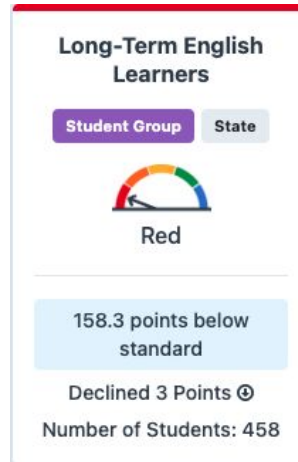 Long-Term English
Learners
Student Group State
Red
158.3 points below
standard
Declined 3 Points
Number of Students: 458